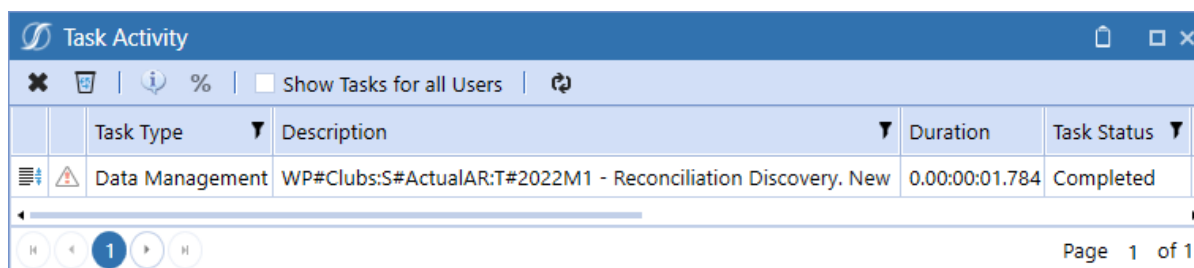 Task Activity
% Show Tasks for all Users
Task Type Description Duration Task Status
Data Management WP#Clubs:S#ActualAR:T#2022M1 - Reconciliation Discovery. New 0.00:00:01.784 Completed
1 Page 1 of 1